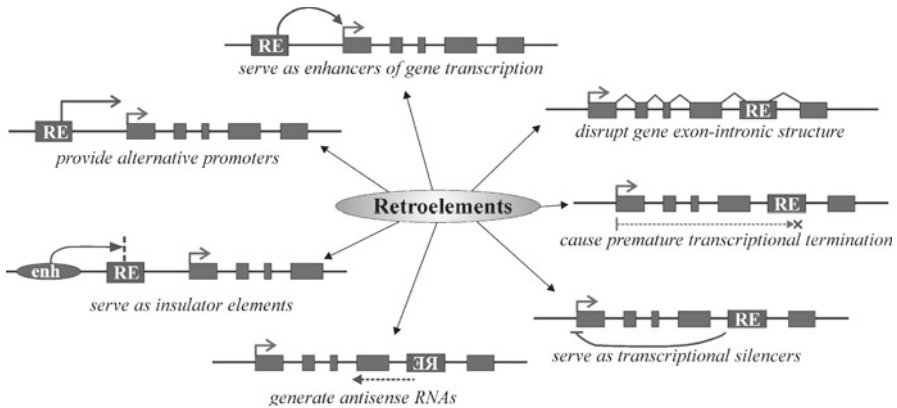 RE
serve as enhancers of gene transcription
RE
provide alternative promoters
RE
disrupt gene exon-intronic structure
Retroelements
RE
cause premature transcriptional termination
enh
RE
serve as insulator elements
RE
serve as transcriptional silencers
RE
generate antisense RNAs